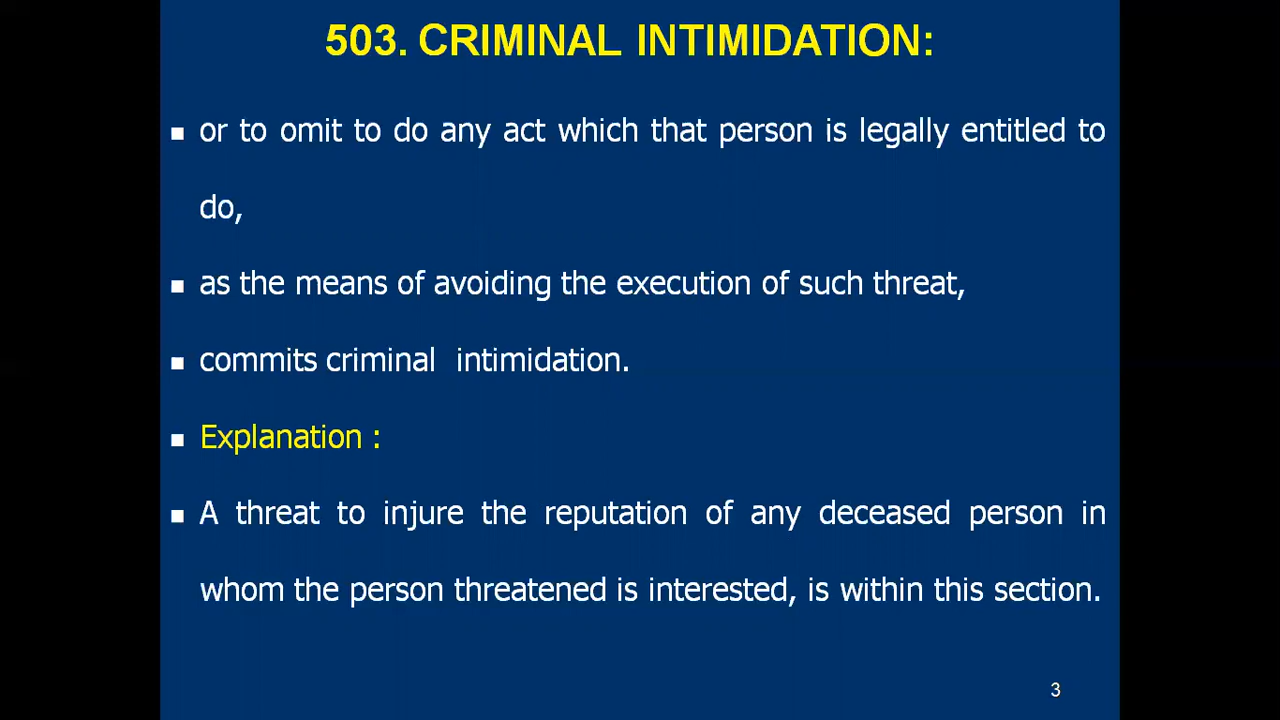 503. CRIMINAL INTIMIDATION:
▪ or to omit to do any act which that person is legally entitled to
do,
▪ as the means of avoiding the execution of such threat,
▪ commits criminal intimidation.
▪ Explanation :
▪ A threat to injure the reputation of any deceased person in
whom the person threatened is interested, is within this section.
3